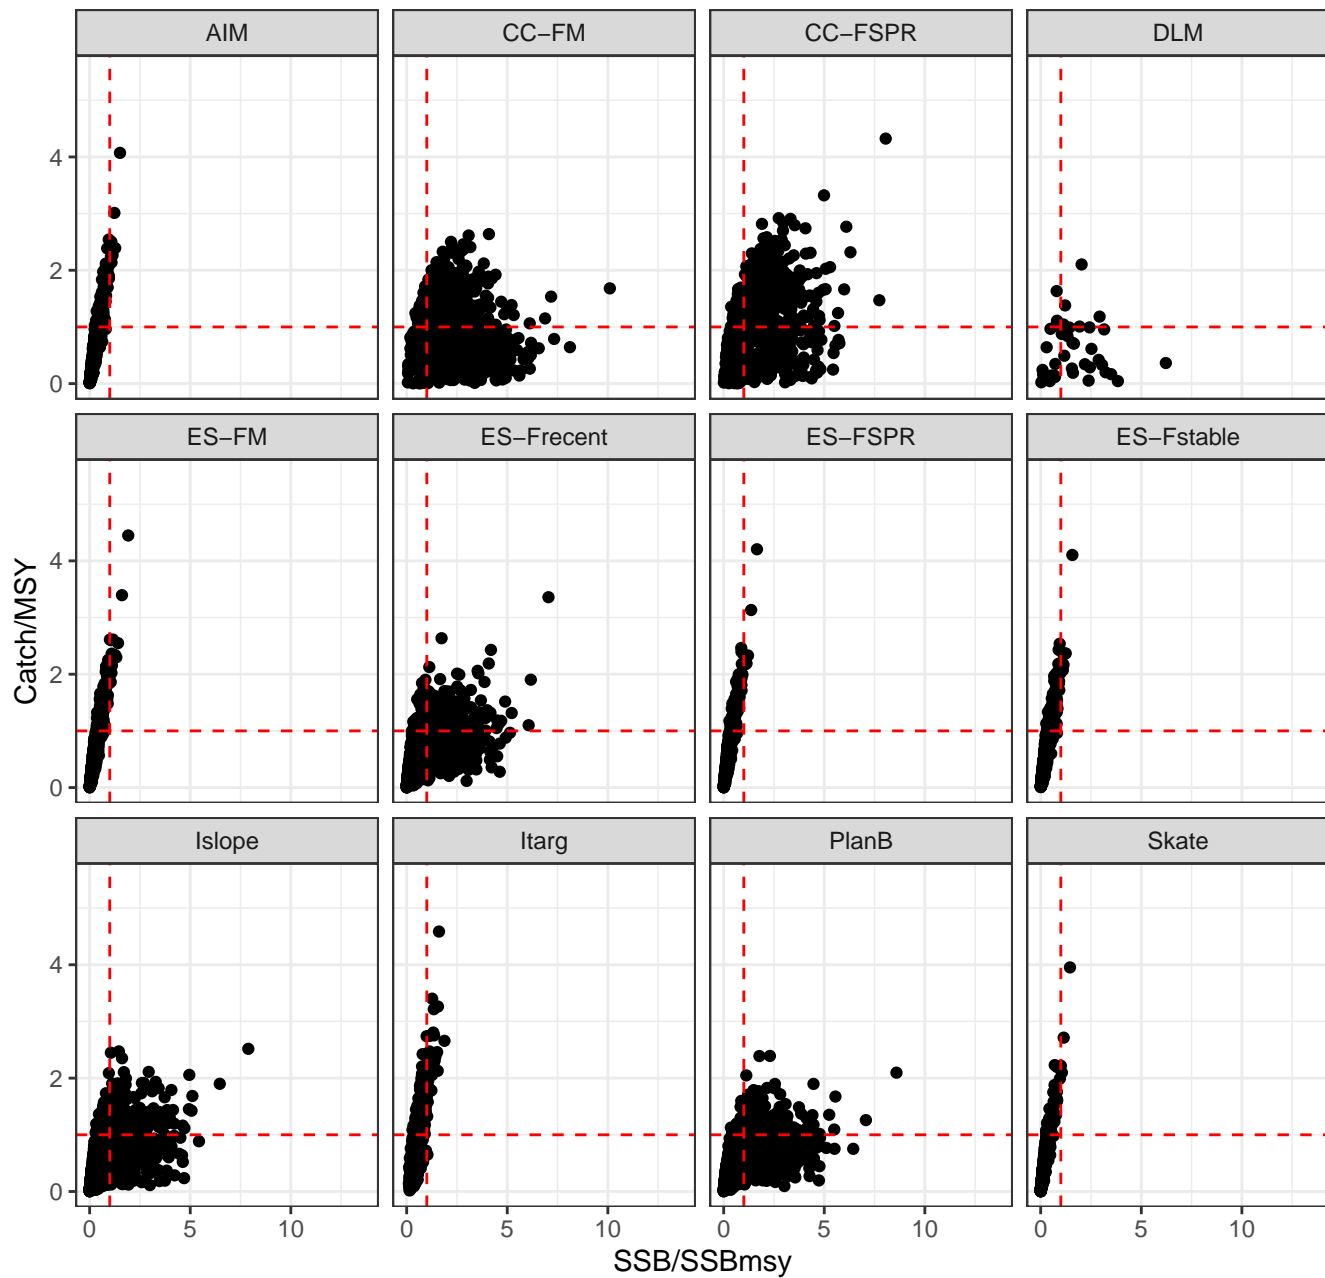 AIM CC−FM CC−FSPR DLM
4
2
0
ES−FM ES−Frecent ES−FSPR ES−Fstable
Catch/MSY
4
2
0
Islope Itarg PlanB Skate
4
2
0
0 5 10 0 5 10 0 5 10 0 5 10
SSB/SSBmsy